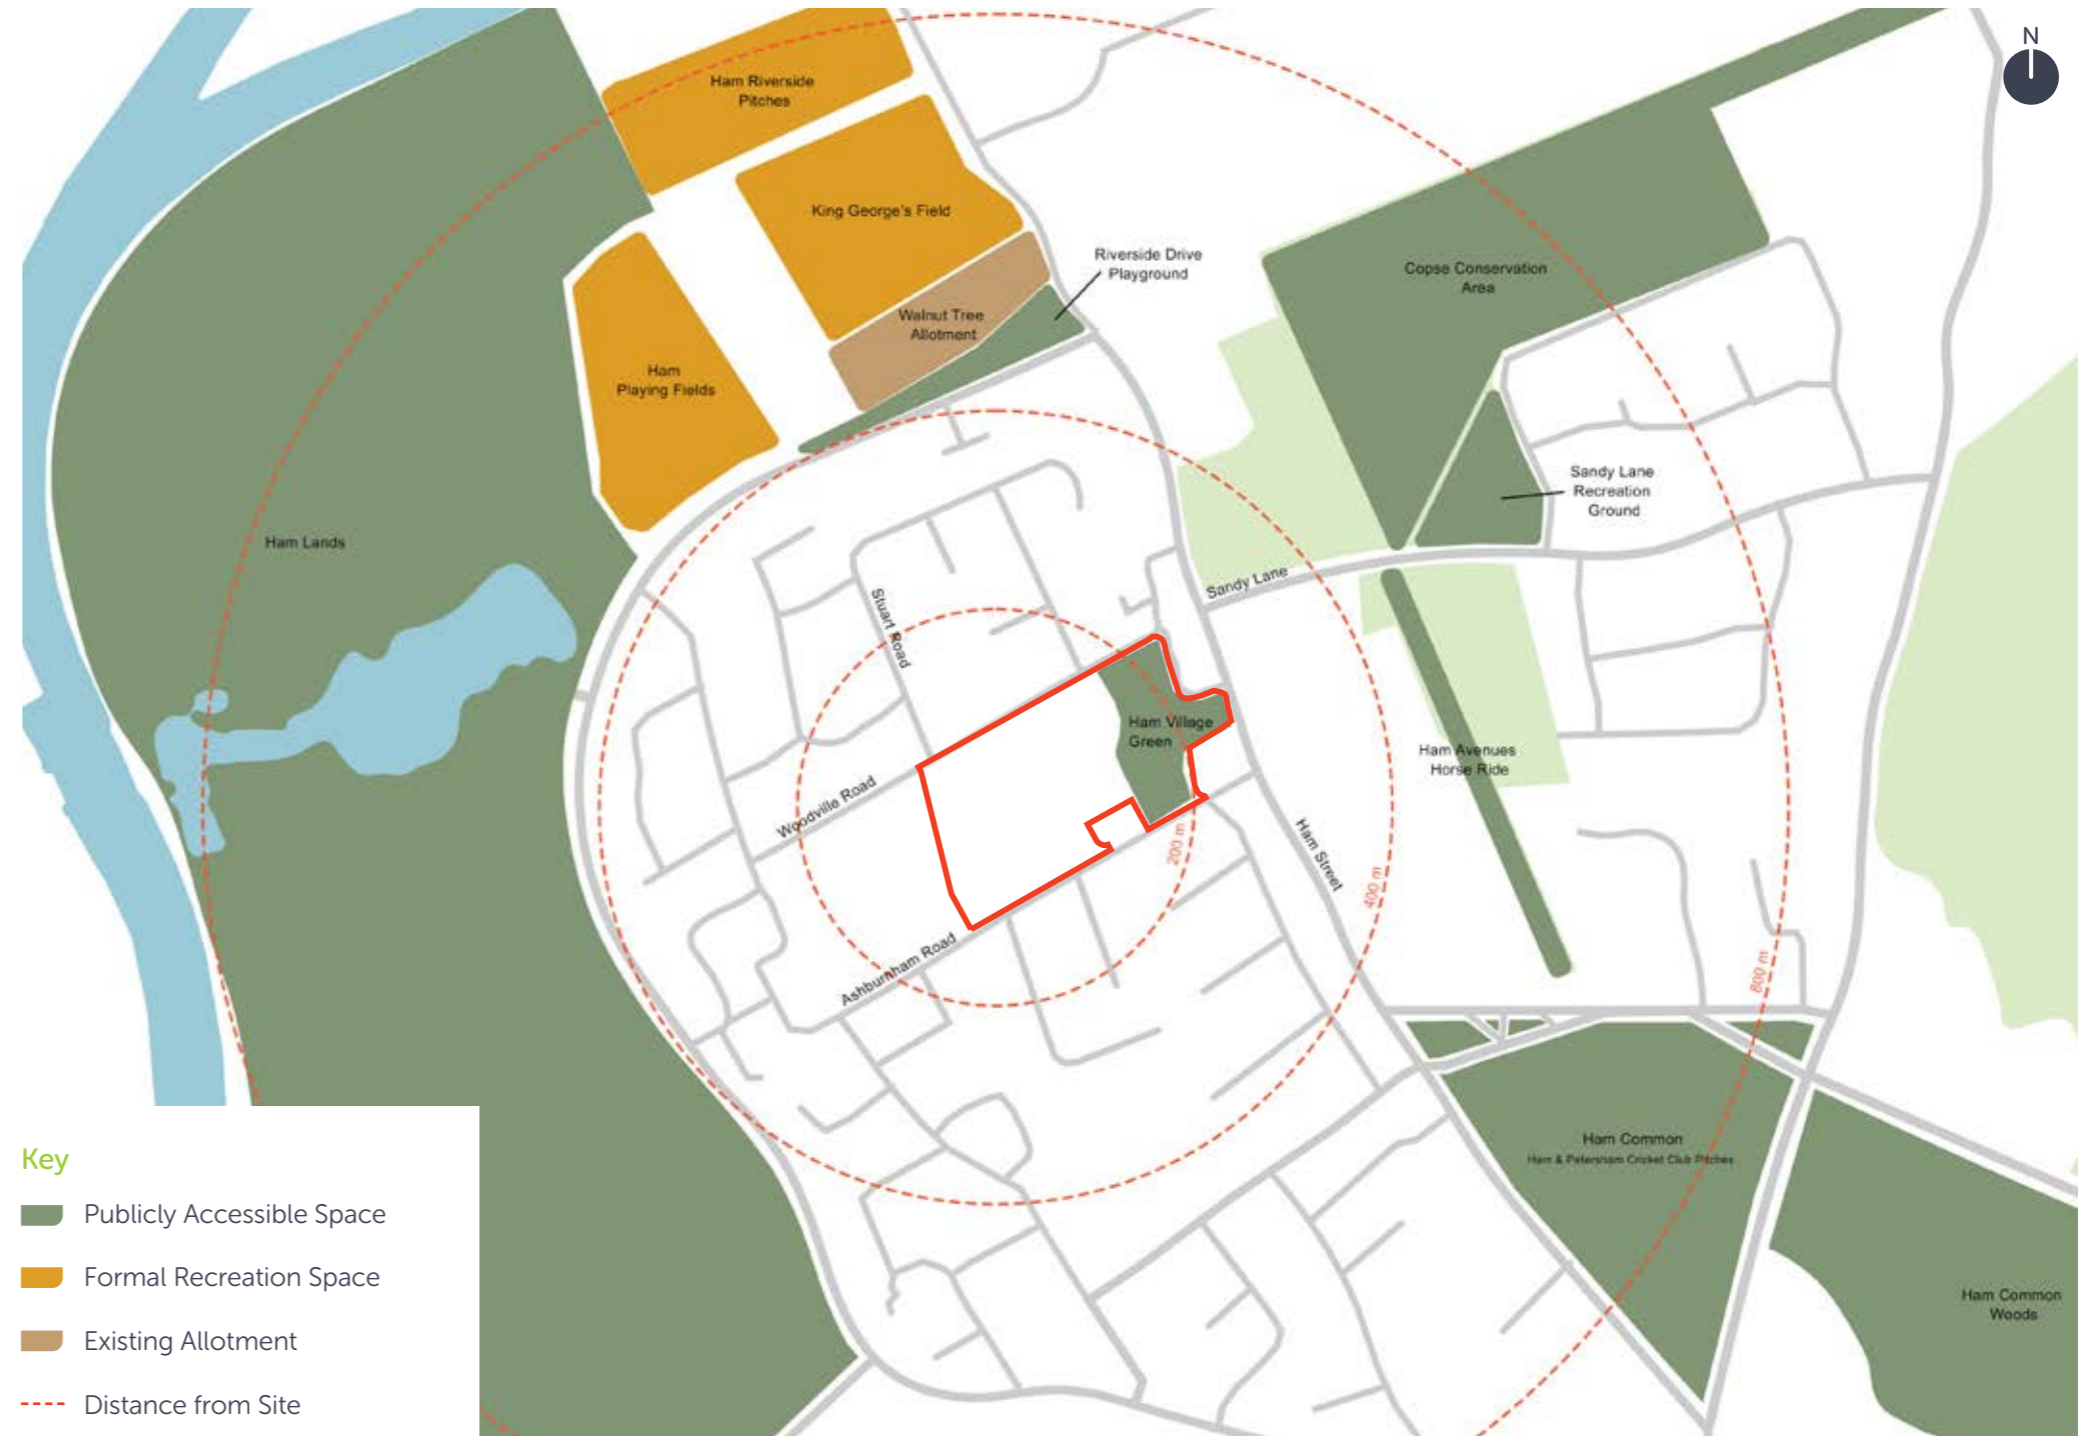 N
Ham Riverside
Pitches
King George's Field
Riverside Drive
Playground
Copse Conservation
Area
Walnut Tree
Allotment
Ham
Playing Fields
Sandy Lane
Recreation
Ground
Ham Lands
Sandy Lane
Stuart Road
Ham Village
Green
Ham Avenues
Horse Ride
Woodville Road
200 m
Ham Street
400 m
Ashburnham Road
800 m
Ham Common
Ham & Petersham Cricket Club Pitches
Ham Common
Woods
Key
Publicly Accessible Space
Formal Recreation Space
Existing Allotment
Distance from Site